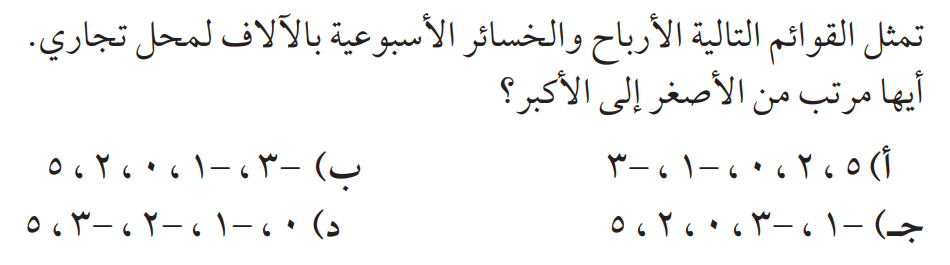 تمثل القوائم التالية الأرباح والخسائر الأسبوعية بالآلاف لمحل تجاري.
أيها مرتب من الأصغر إلى الأكبر؟
أ) ٥ ، ٢ ، ٠ ، –١ ، –٣ ب) –٣ ، –١ ، ٠ ، ٢ ، ٥
جـ) –١ ، –٣ ، ٠ ، ٢ ، ٥ د) ٠ ، –١ ، –٢ ، –٣ ، ٥